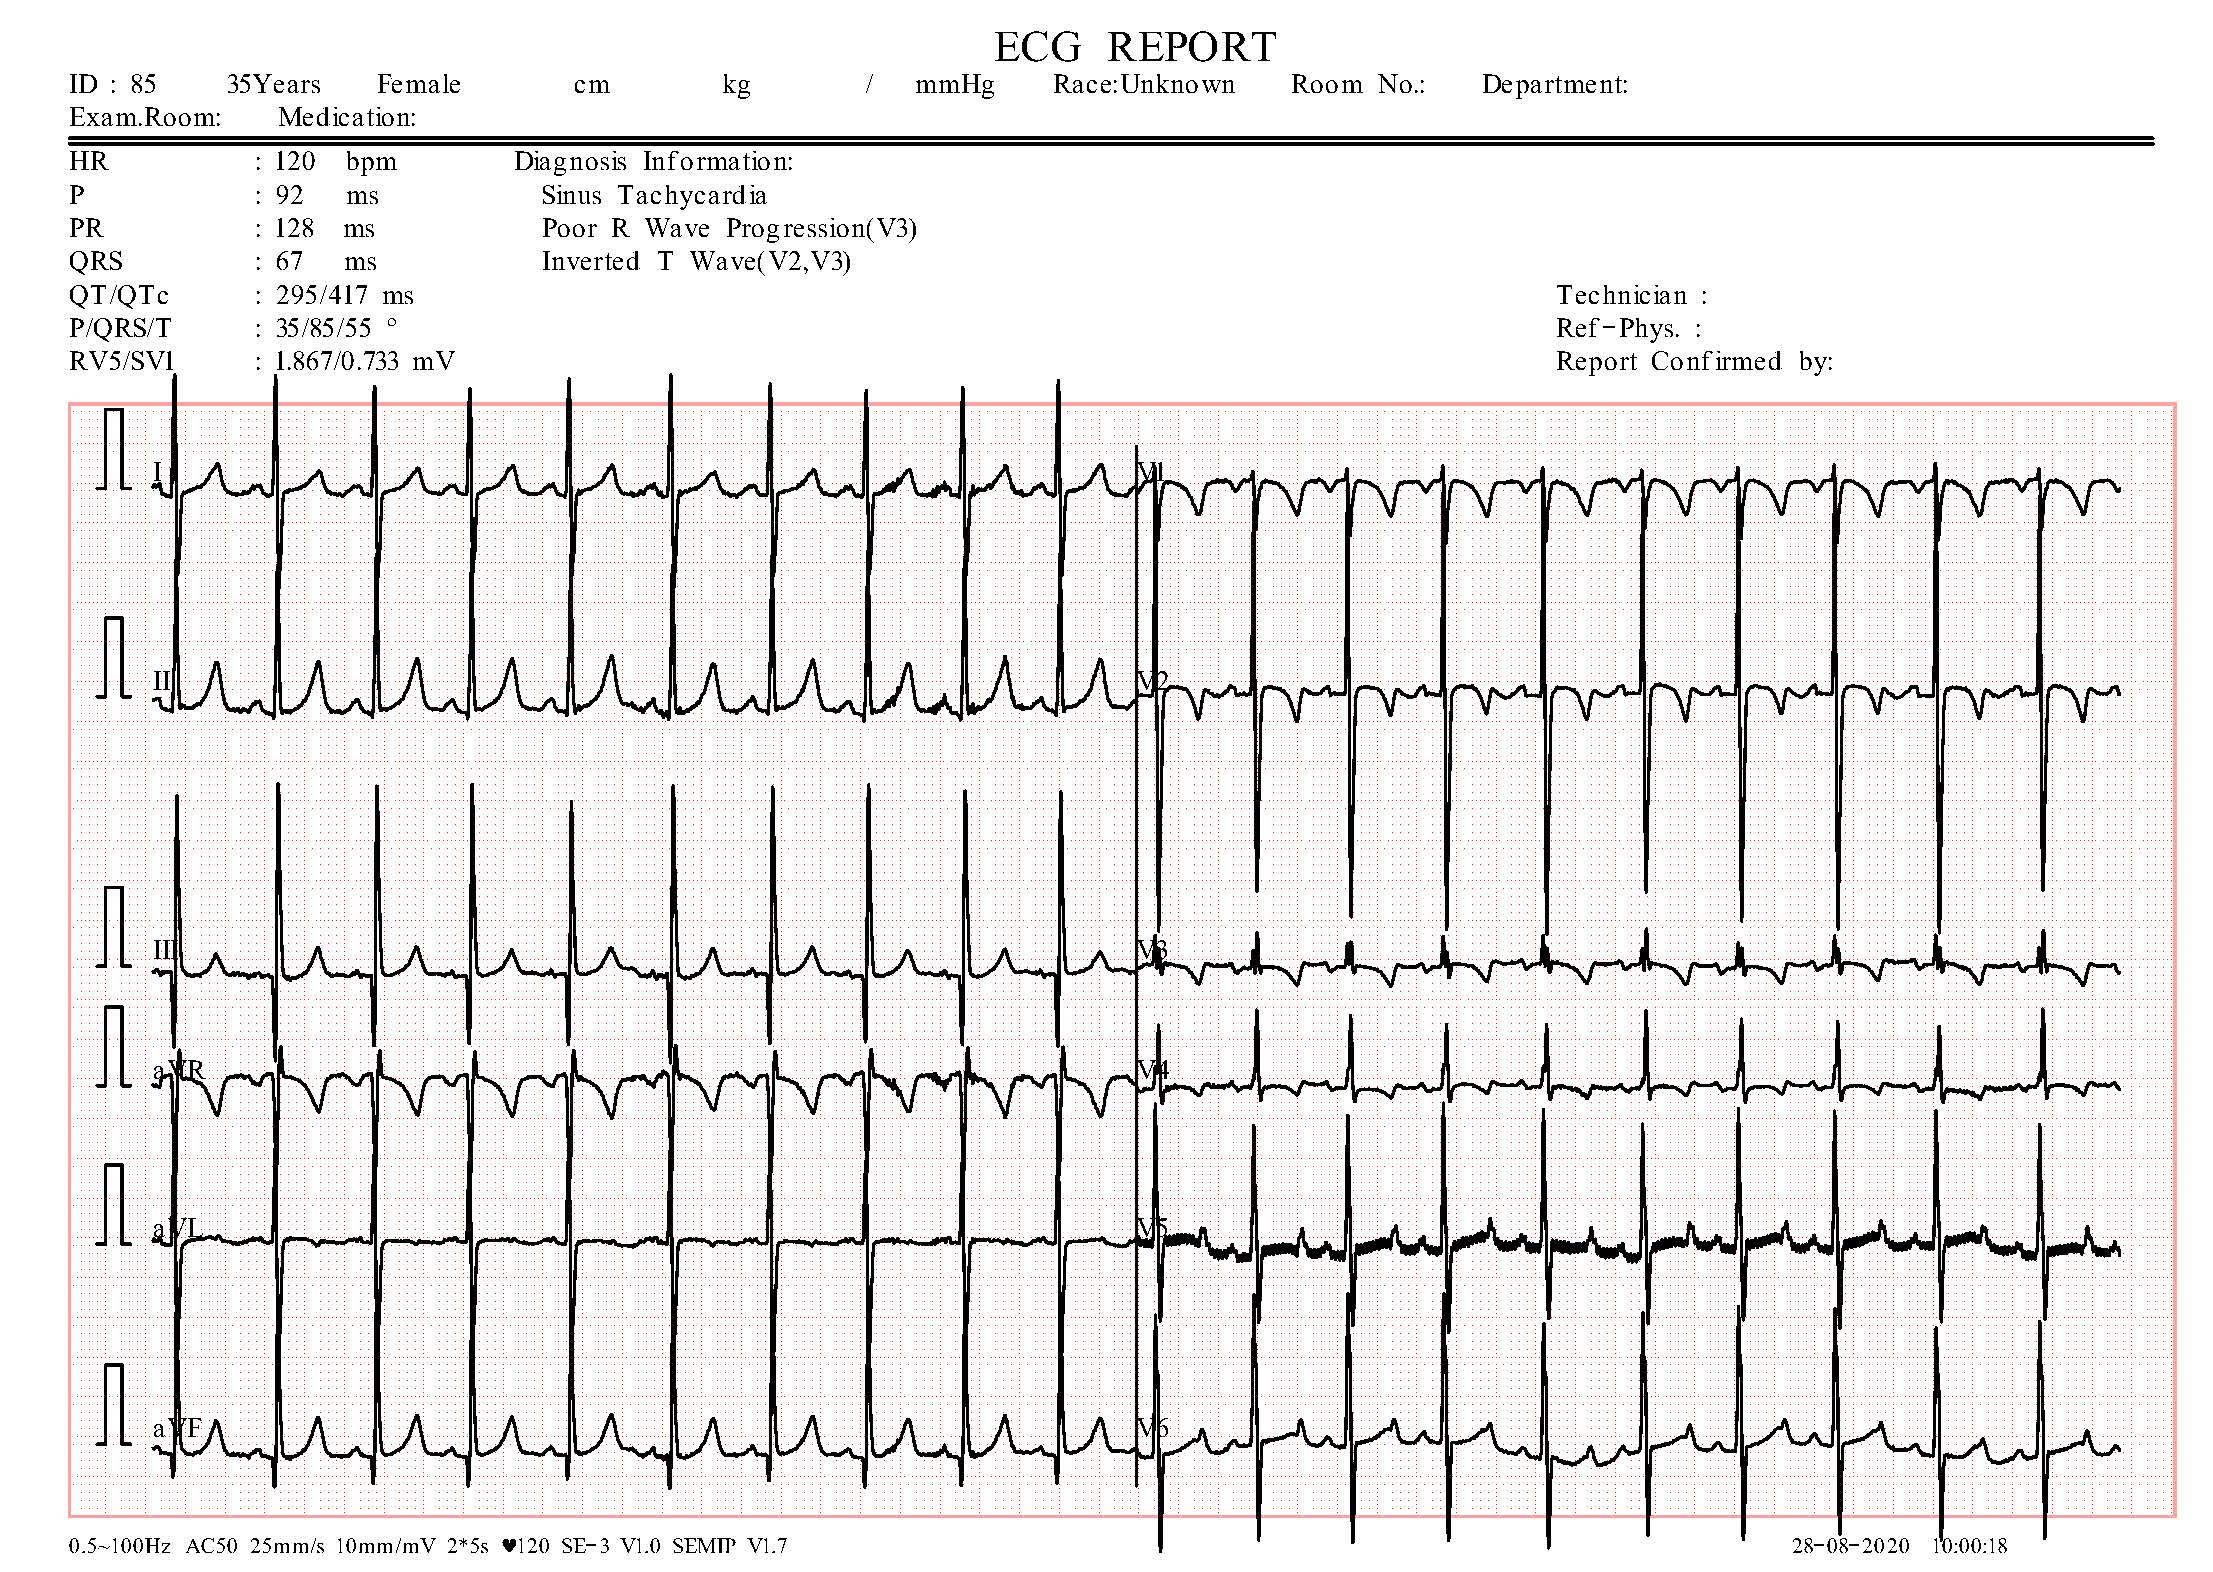 ECG REPORT
ID : 85 35Years Female cm kg / mmHg Race:Unknown Room No.: Department:
Exam.Room: Medication:
HR : 120 bpm Diagnosis Information:
P : 92 ms Sinus Tachycardia
PR : 128 ms Poor R Wave Progression(V3)
QRS : 67 ms Inverted T Wave(V2,V3)
QT/QTc : 295/417 ms Technician :
P/QRS/T : 35/85/55 ° Ref-Phys. :
RV5/SV1 : 1.867/0.733 mV Report Confirmed by:
I V1
II V2
III V3
aVR V4
aVL V5
aVF V6
0.5~100Hz AC50 25mm/s 10mm/mV 2*5s ♥120 SE-3 V1.0 SEMIP V1.7 28-08-2020 10:00:18